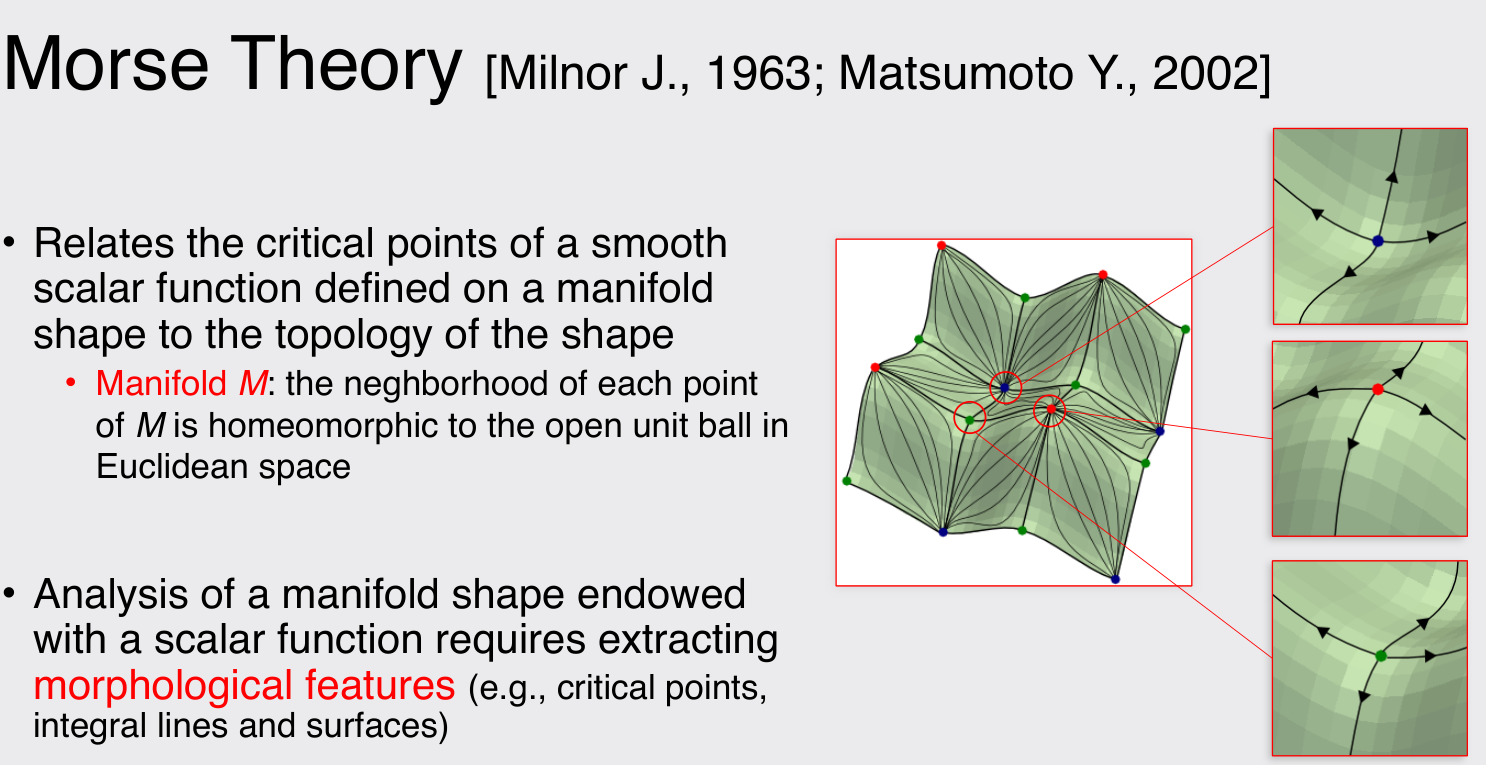 Morse Theory [Milnor J., 1963; Matsumoto Y., 2002]
• Relates the critical points of a smooth
scalar function defined on a manifold
shape to the topology of the shape
• Manifold M: the neghborhood of each point
of M is homeomorphic to the open unit ball in
Euclidean space
• Analysis of a manifold shape endowed
with a scalar function requires extracting
morphological features (e.g., critical points,
integral lines and surfaces)